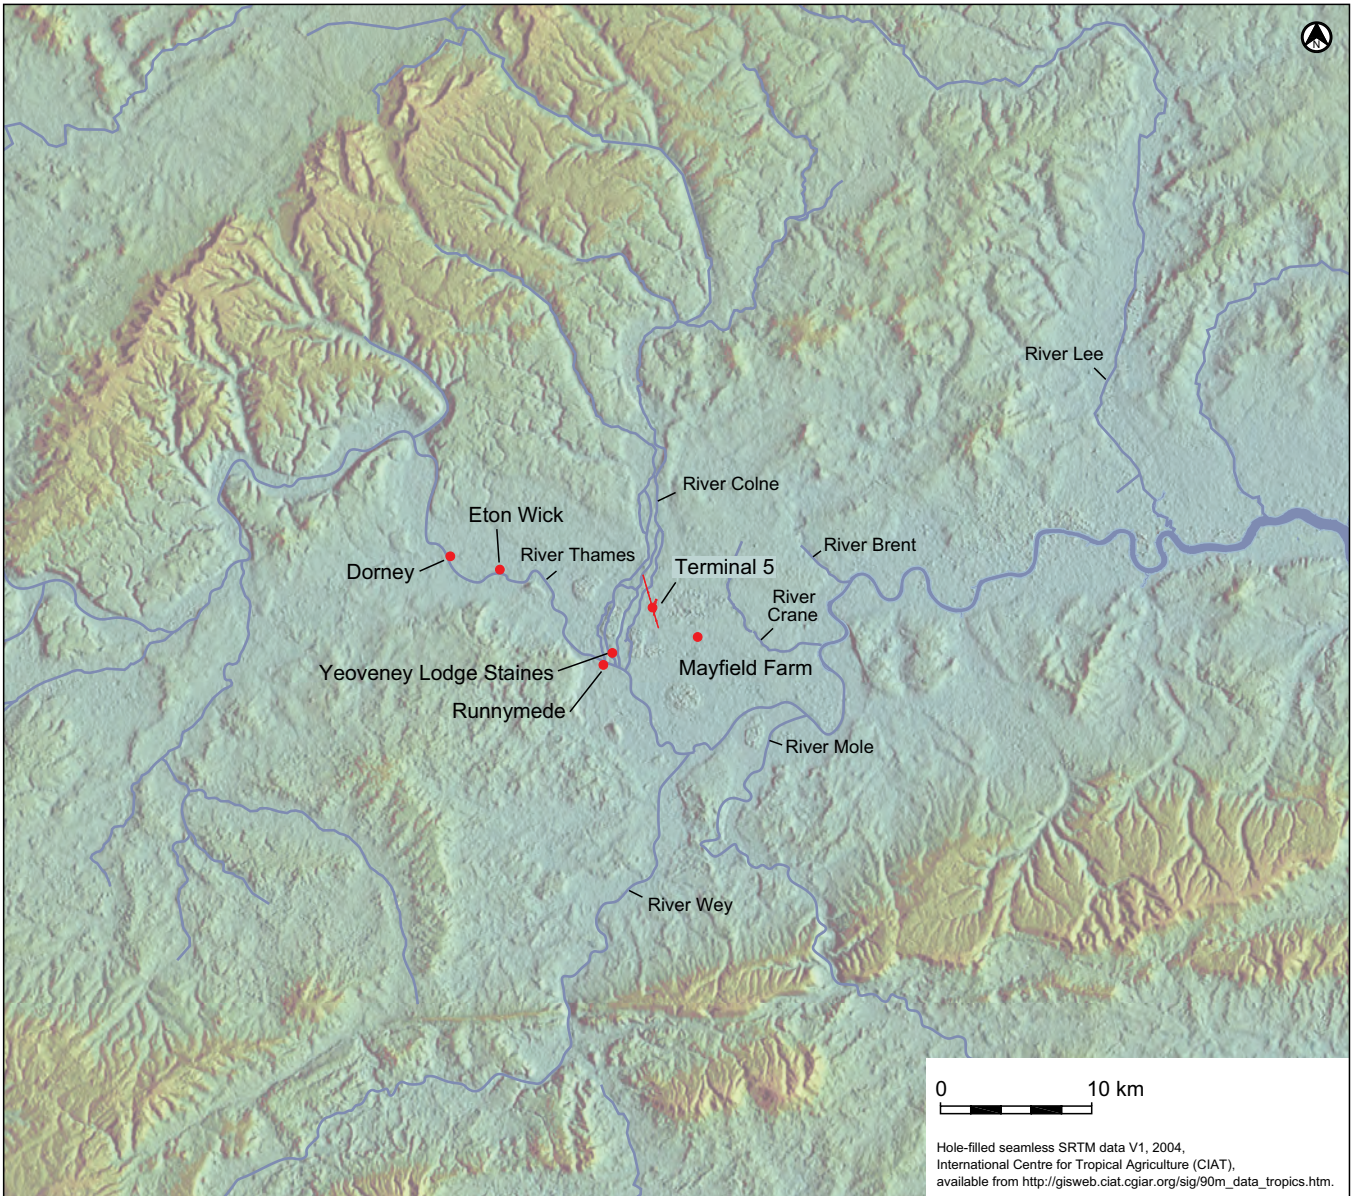 N
River Lee
River Colne
Eton Wick
River Thames
River Brent
Dorney
Terminal 5
River
Crane
Yeoveney Lodge Staines
Mayfield Farm
Runnymede
River Mole
River Wey
0 10 km
Hole-filled seamless SRTM data V1, 2004,
International Centre for Tropical Agriculture (CIAT),
available from http://gisweb.ciat.cgiar.org/sig/90m_data_tropics.htm.